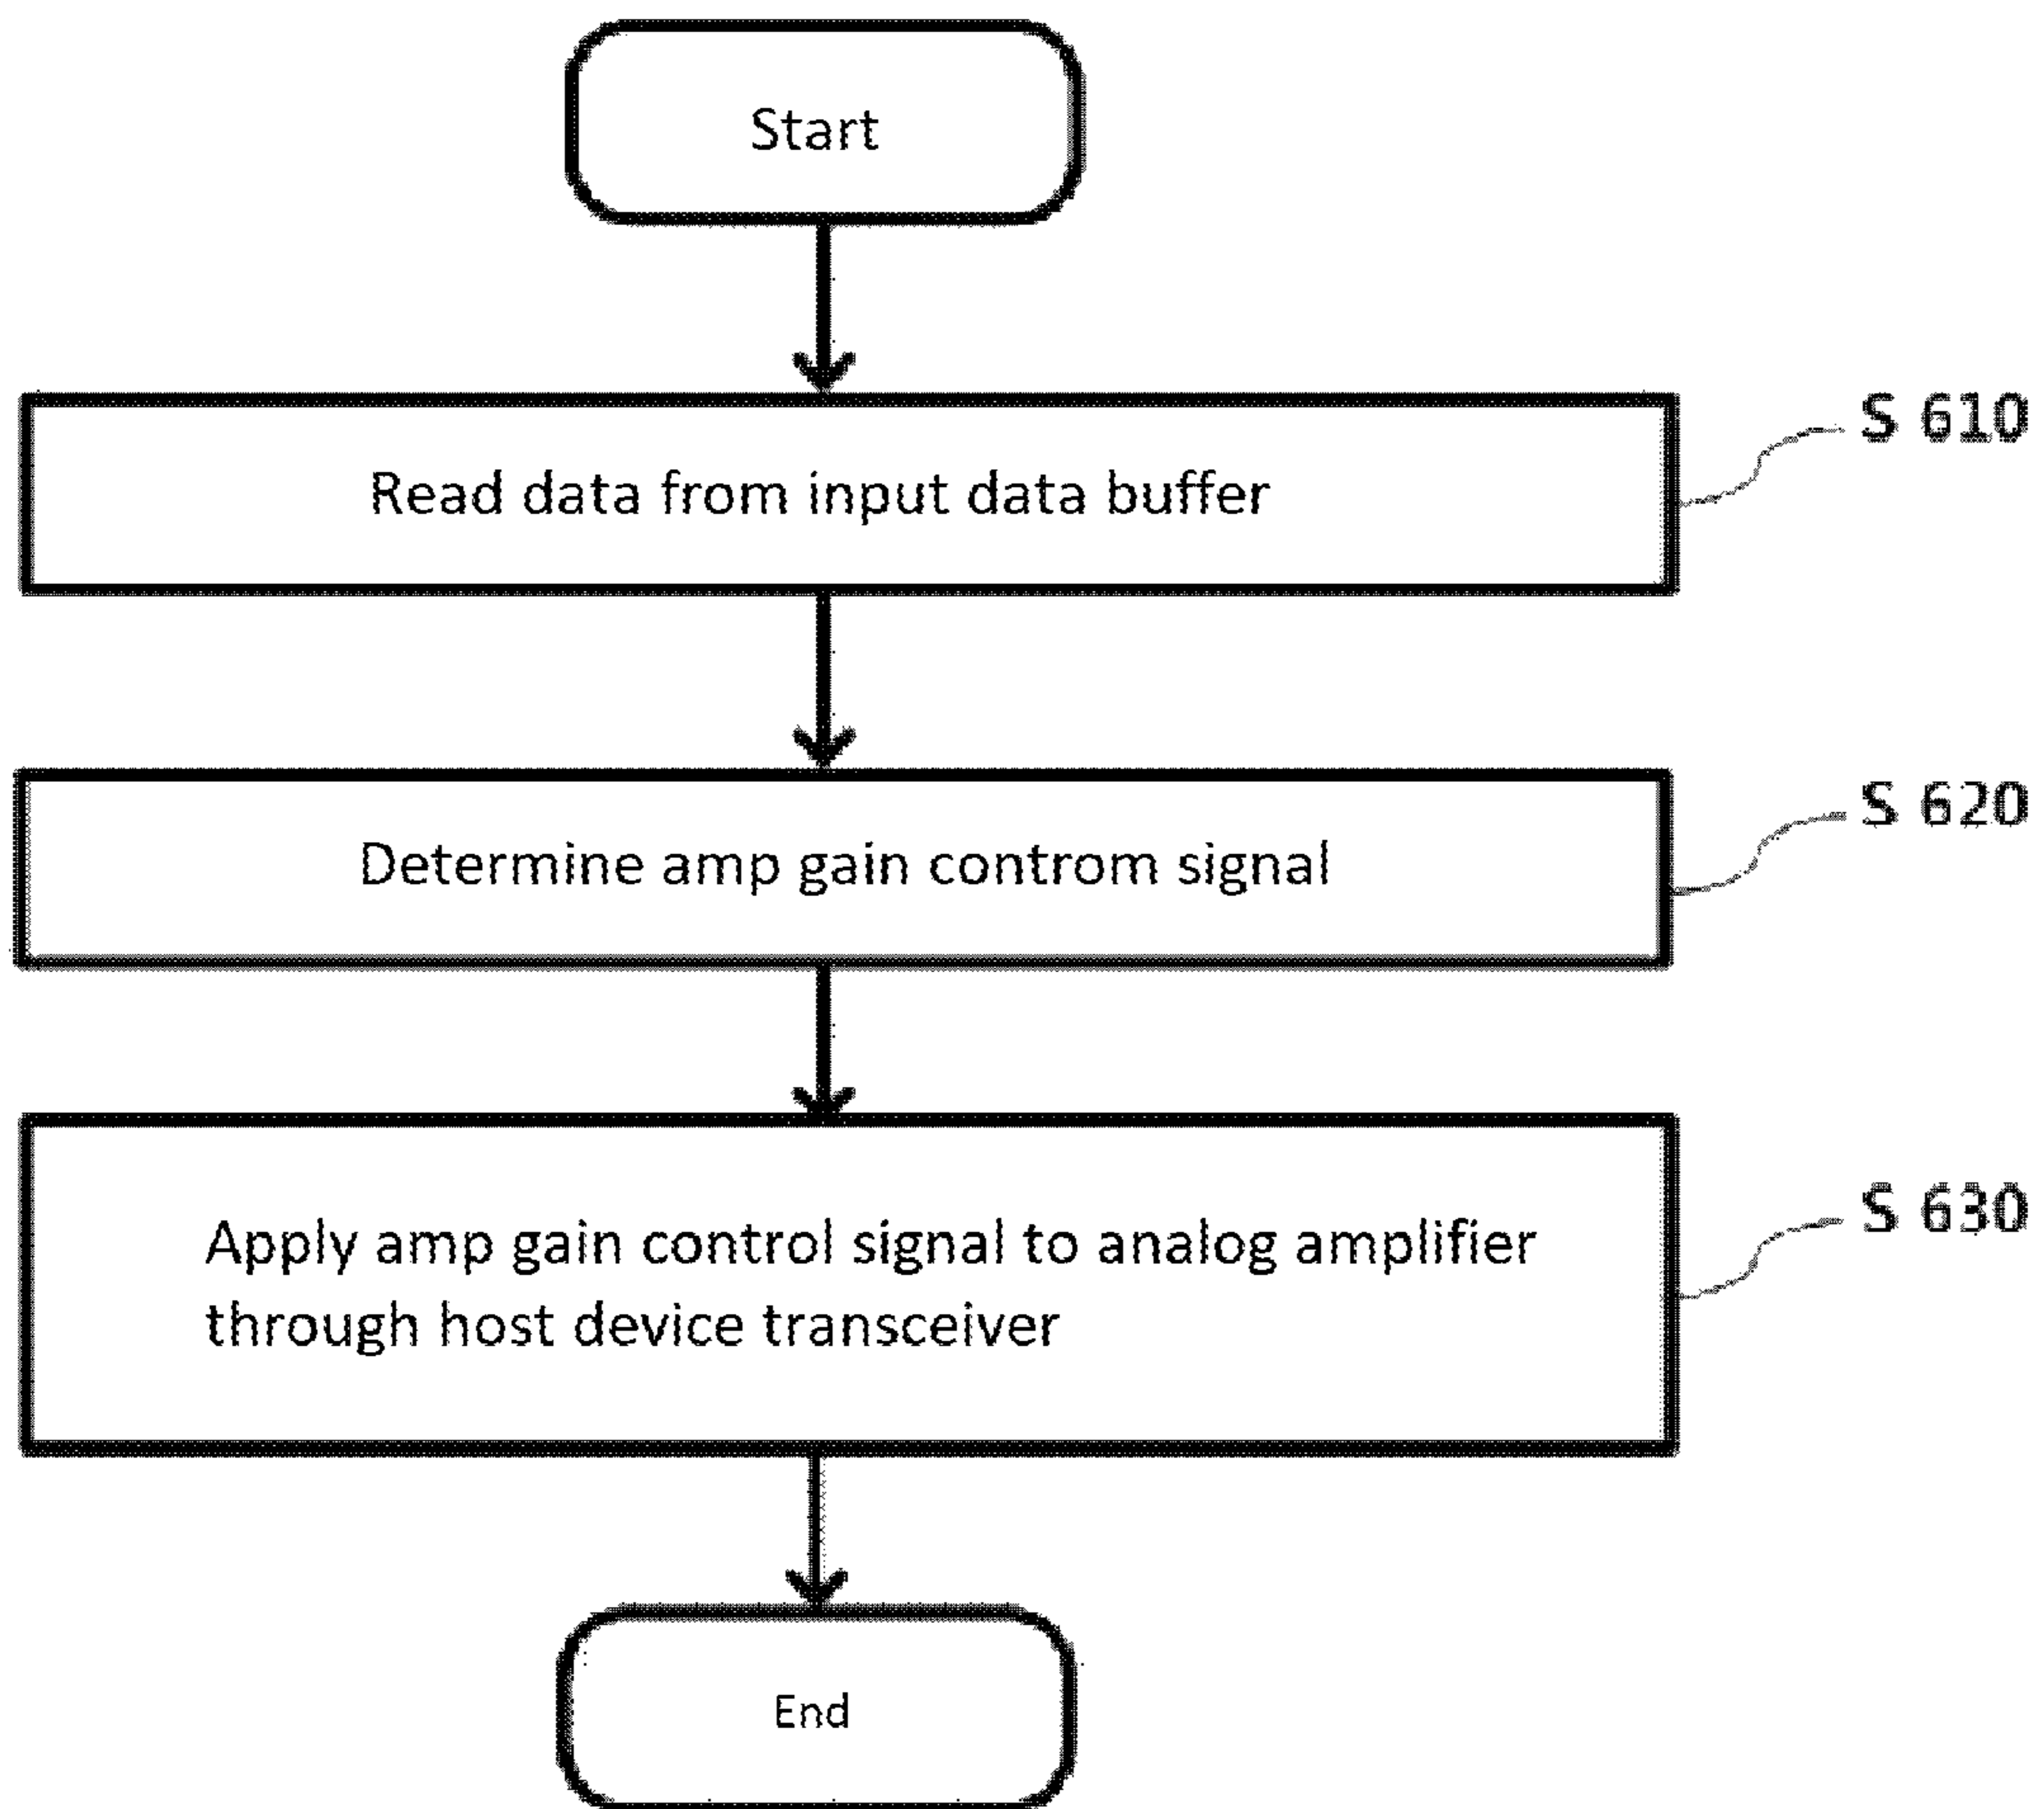 Start
Read data from input data buffer
S 610
Determine amp gain controm signal
S 620
Apply amp gain control signal to analog amplifier
through host device transceiver
S 630
End